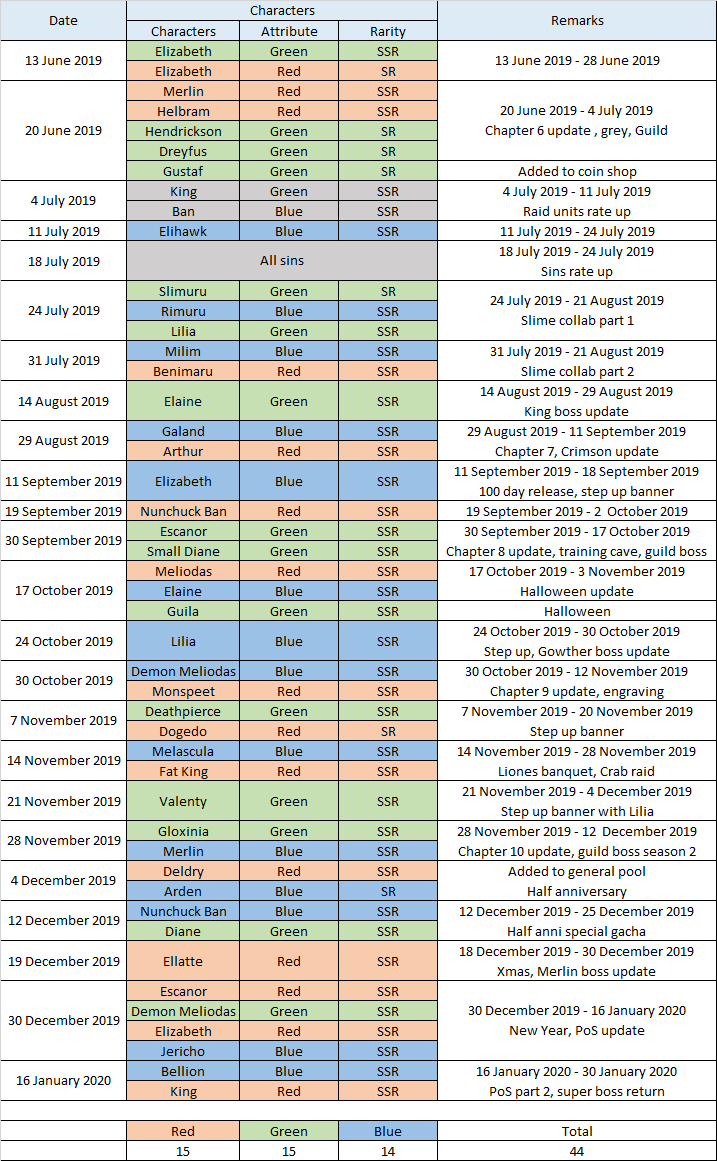 Date Characters Remarks
Characters Attribute Rarity
13 June 2019 Elizabeth Green SSR 13 June 2019 - 28 June 2019
Elizabeth Red SR
20 June 2019 Merlin Red SSR 20 June 2019 - 4 July 2019
Helbram Red SSR Chapter 6 update , grey, Guild
Hendrickson Green SR
Dreyfus Green SR
Gustaf Green SR Added to coin shop
4 July 2019 King Green SSR 4 July 2019 - 11 July 2019
Ban Blue SSR Raid units rate up
11 July 2019 Elihawk Blue SSR 11 July 2019 - 24 July 2019
18 July 2019 All sins 18 July 2019 - 24 July 2019
Sins rate up
24 July 2019 Slimuru Green SR 24 July 2019 - 21 August 2019
Rimuru Blue SSR Slime collab part 1
Lilia Green SSR
31 July 2019 Milim Blue SSR 31 July 2019 - 21 August 2019
Benimaru Red SSR Slime collab part 2
14 August 2019 Elaine Green SSR 14 August 2019 - 29 August 2019
King boss update
29 August 2019 Galand Blue SSR 29 August 2019 - 11 September 2019
Arthur Red SSR Chapter 7, Crimson update
11 September 2019 Elizabeth Blue SSR 11 September 2019 - 18 September 2019
100 day release, step up banner
19 September 2019 Nunchuck Ban Red SSR 19 September 2019 - 2 October 2019
30 September 2019 Escanor Green SSR 30 September 2019 - 17 October 2019
Small Diane Green SSR Chapter 8 update, training cave, guild boss
17 October 2019 Meliodas Red SSR 17 October 2019 - 3 November 2019
Elaine Blue SSR Halloween update
Guila Green SSR Halloween
24 October 2019 Lilia Blue SSR 24 October 2019 - 30 October 2019
Step up, Gowther boss update
30 October 2019 Demon Meliodas Blue SSR 30 October 2019 - 12 November 2019
Monspeet Red SSR Chapter 9 update, engraving
7 November 2019 Deathpierce Green SSR 7 November 2019 - 20 November 2019
Dogedo Red SR Step up banner
14 November 2019 Melascula Blue SSR 14 November 2019 - 28 November 2019
Fat King Red SSR Liones banquet, Crab raid
21 November 2019 Valenty Green SSR 21 November 2019 - 4 December 2019
Step up banner with Lilia
28 November 2019 Gloxinia Green SSR 28 November 2019 - 12 December 2019
Merlin Blue SSR Chapter 10 update, guild boss season 2
4 December 2019 Deldry Red SSR Added to general pool
Arden Blue SR Half anniversary
12 December 2019 Nunchuck Ban Blue SSR 12 December 2019 - 25 December 2019
Diane Green SSR Half anni special gacha
19 December 2019 Ellatte Red SSR 18 December 2019 - 30 December 2019
Xmas, Merlin boss update
30 December 2019 Escanor Red SSR 30 December 2019 - 16 January 2020
Demon Meliodas Green SSR New Year, PoS update
Elizabeth Red SSR
Jericho Blue SSR
16 January 2020 Bellion Blue SSR 16 January 2020 - 30 January 2020
King Red SSR PoS part 2, super boss return
Red Green Blue Total
15 15 14 44